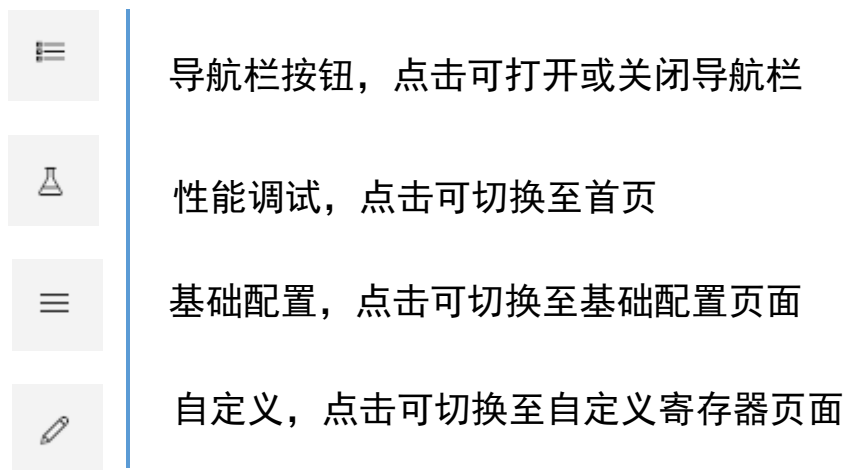 导航栏按钮，点击可打开或关闭导航栏
性能调试，点击可切换至首页
基础配置，点击可切换至基础配置页面
自定义，点击可切换至自定义寄存器页面